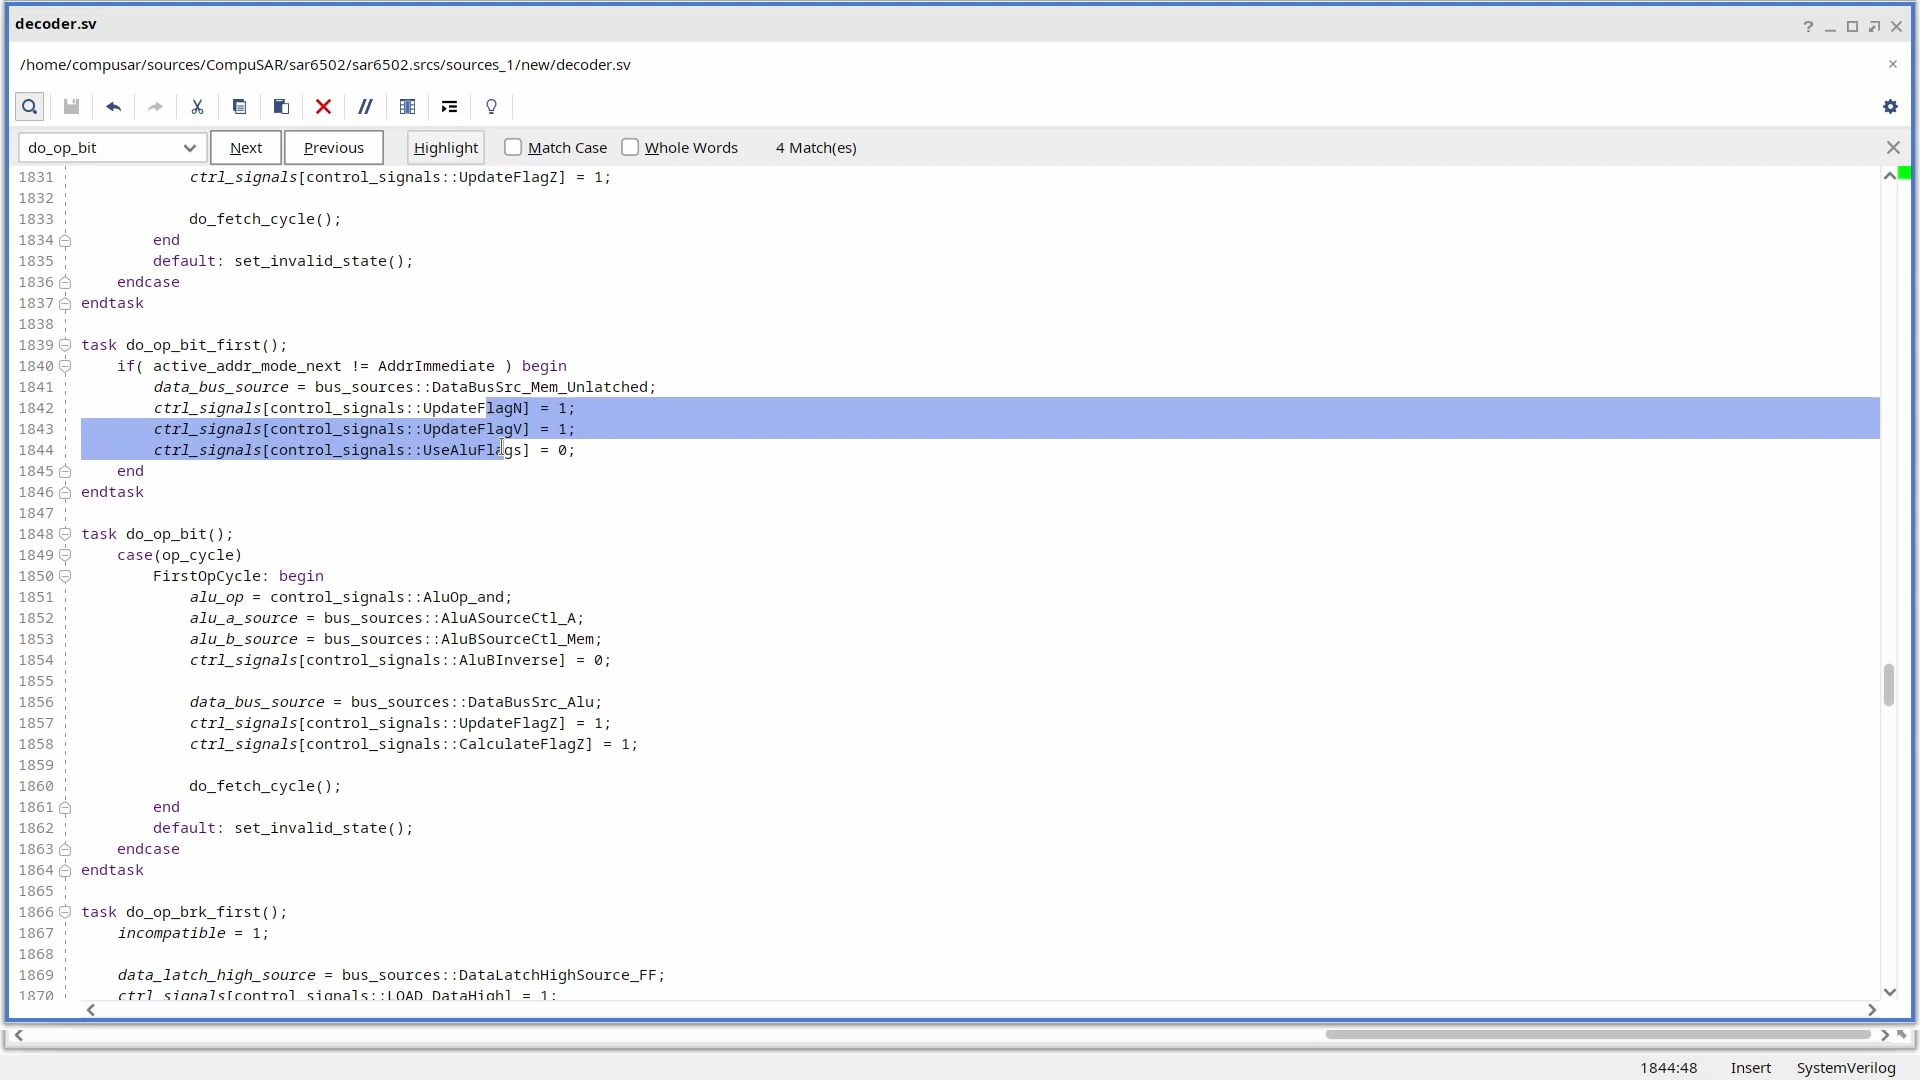 decoder.sv
/home/compusar/sources/CompuSAR/sar6502/sar6502.srcs/sources_1/new/decoder.sv
do_op_bit Next Previous Highlight Match Case Whole Words 4 Match(es)
1831 ctrl_signals[control_signals::UpdateFlagZ] = 1;
1832
1833 do_fetch_cycle();
1834 end
1835 default: set_invalid_state();
1836 endcase
1837 endtask
1838
1839 task do_op_bit_first();
1840 if( active_addr_mode_next != AddrImmediate ) begin
1841 data_bus_source = bus_sources::DataBusSrc_Mem_Unlatched;
1842 ctrl_signals[control_signals::UpdateFlagN] = 1;
1843 ctrl_signals[control_signals::UpdateFlagV] = 1;
1844 ctrl_signals[control_signals::UseAluFlags] = 0;
1845 end
1846 endtask
1847
1848 task do_op_bit();
1849 case(op_cycle)
1850 FirstOpCycle: begin
1851 alu_op = control_signals::AluOp_and;
1852 alu_a_source = bus_sources::AluASourceCtl_A;
1853 alu_b_source = bus_sources::AluBSourceCtl_Mem;
1854 ctrl_signals[control_signals::AluBInverse] = 0;
1855
1856 data_bus_source = bus_sources::DataBusSrc_Alu;
1857 ctrl_signals[control_signals::UpdateFlagZ] = 1;
1858 ctrl_signals[control_signals::CalculateFlagZ] = 1;
1859
1860 do_fetch_cycle();
1861 end
1862 default: set_invalid_state();
1863 endcase
1864 endtask
1865
1866 task do_op_brk_first();
1867 incompatible = 1;
1868
1869 data_latch_high_source = bus_sources::DataLatchHighSource_FF;
1870 ctrl_signals[control_signals::LOAD_DataHigh] = 1;
1844:48 Insert SystemVerilog